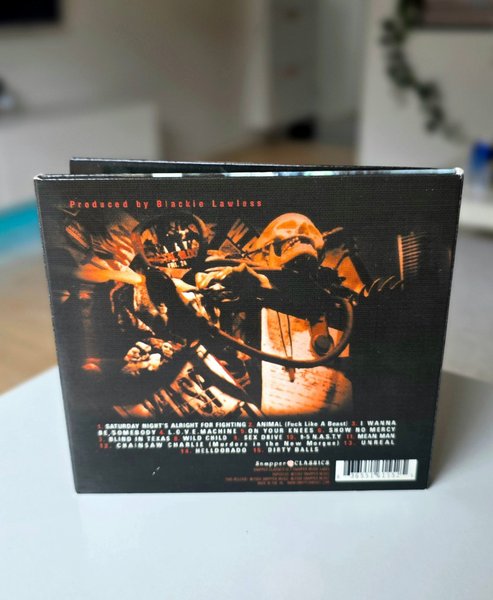 Produced by Blackie Lawless
1. SATURDAY NIGHT'S ALRIGHT FOR FIGHTING 2. ANIMAL (Fuck Like A Beast) 3. I WANNA
BE SOMEBODY 4. L.O.V.E. MACHINE 5. ON YOUR KNEES 6. SHOW NO MERCY
7. BLIND IN TEXAS 8. WILD CHILD 9. SEX DRIVE 10. 9-5 N.A.S.T.Y 11. MEAN MAN
12. CHAINSAW CHARLIE (Murders in the New Morgue) 13. UNREAL
14. HELLDORADO 15. DIRTY BALLS
Snapper CLASSICS